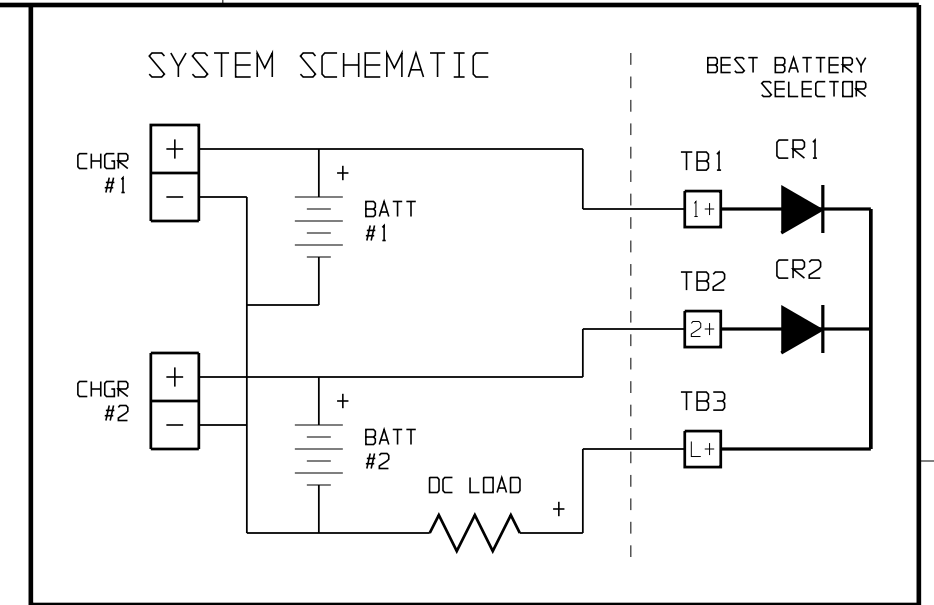 SYSTEM SCHEMATIC
BEST BATTERY
SELECTOR
CHGR
#1
+
−
+
BATT
#1
TB1
1+
CR1
TB2
2+
CR2
CHGR
#2
+
−
+
BATT
#2
TB3
L+
DC LOAD
+